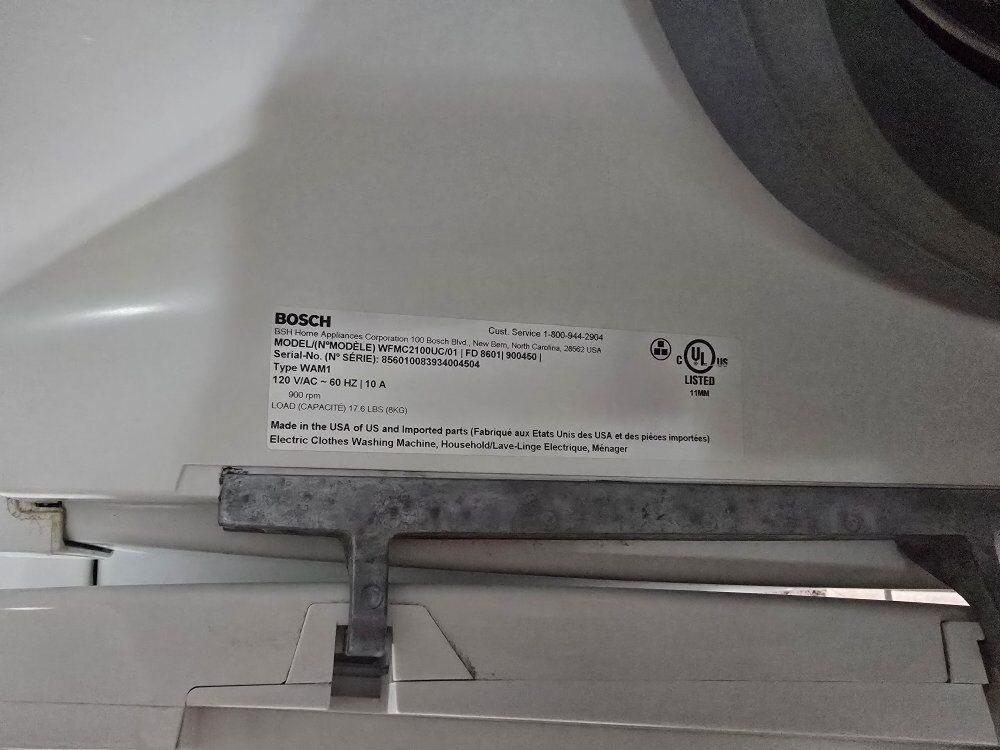 BOSCH
Cust. Service 1-800-944-2904
BSH Home Appliances Corporation 100 Bosch Blvd., New Bern, North Carolina, 28562 USA
MODEL/(NºMODÈLE) WFMC2100UC/01 | FD 8601| 900450 |
Serial-No. (Nº SÉRIE): 856010083934004504
Type WAM1
120 V/AC ~ 60 HZ | 10 A
900 rpm
LOAD (CAPACITÉ) 17.6 LBS (8KG)
Made in the USA of US and Imported parts (Fabriqué aux Etats Unis des USA et des pièces importées)
Electric Clothes Washing Machine, Household/Lave-Linge Electrique, Ménager
C UL US
LISTED
11MM